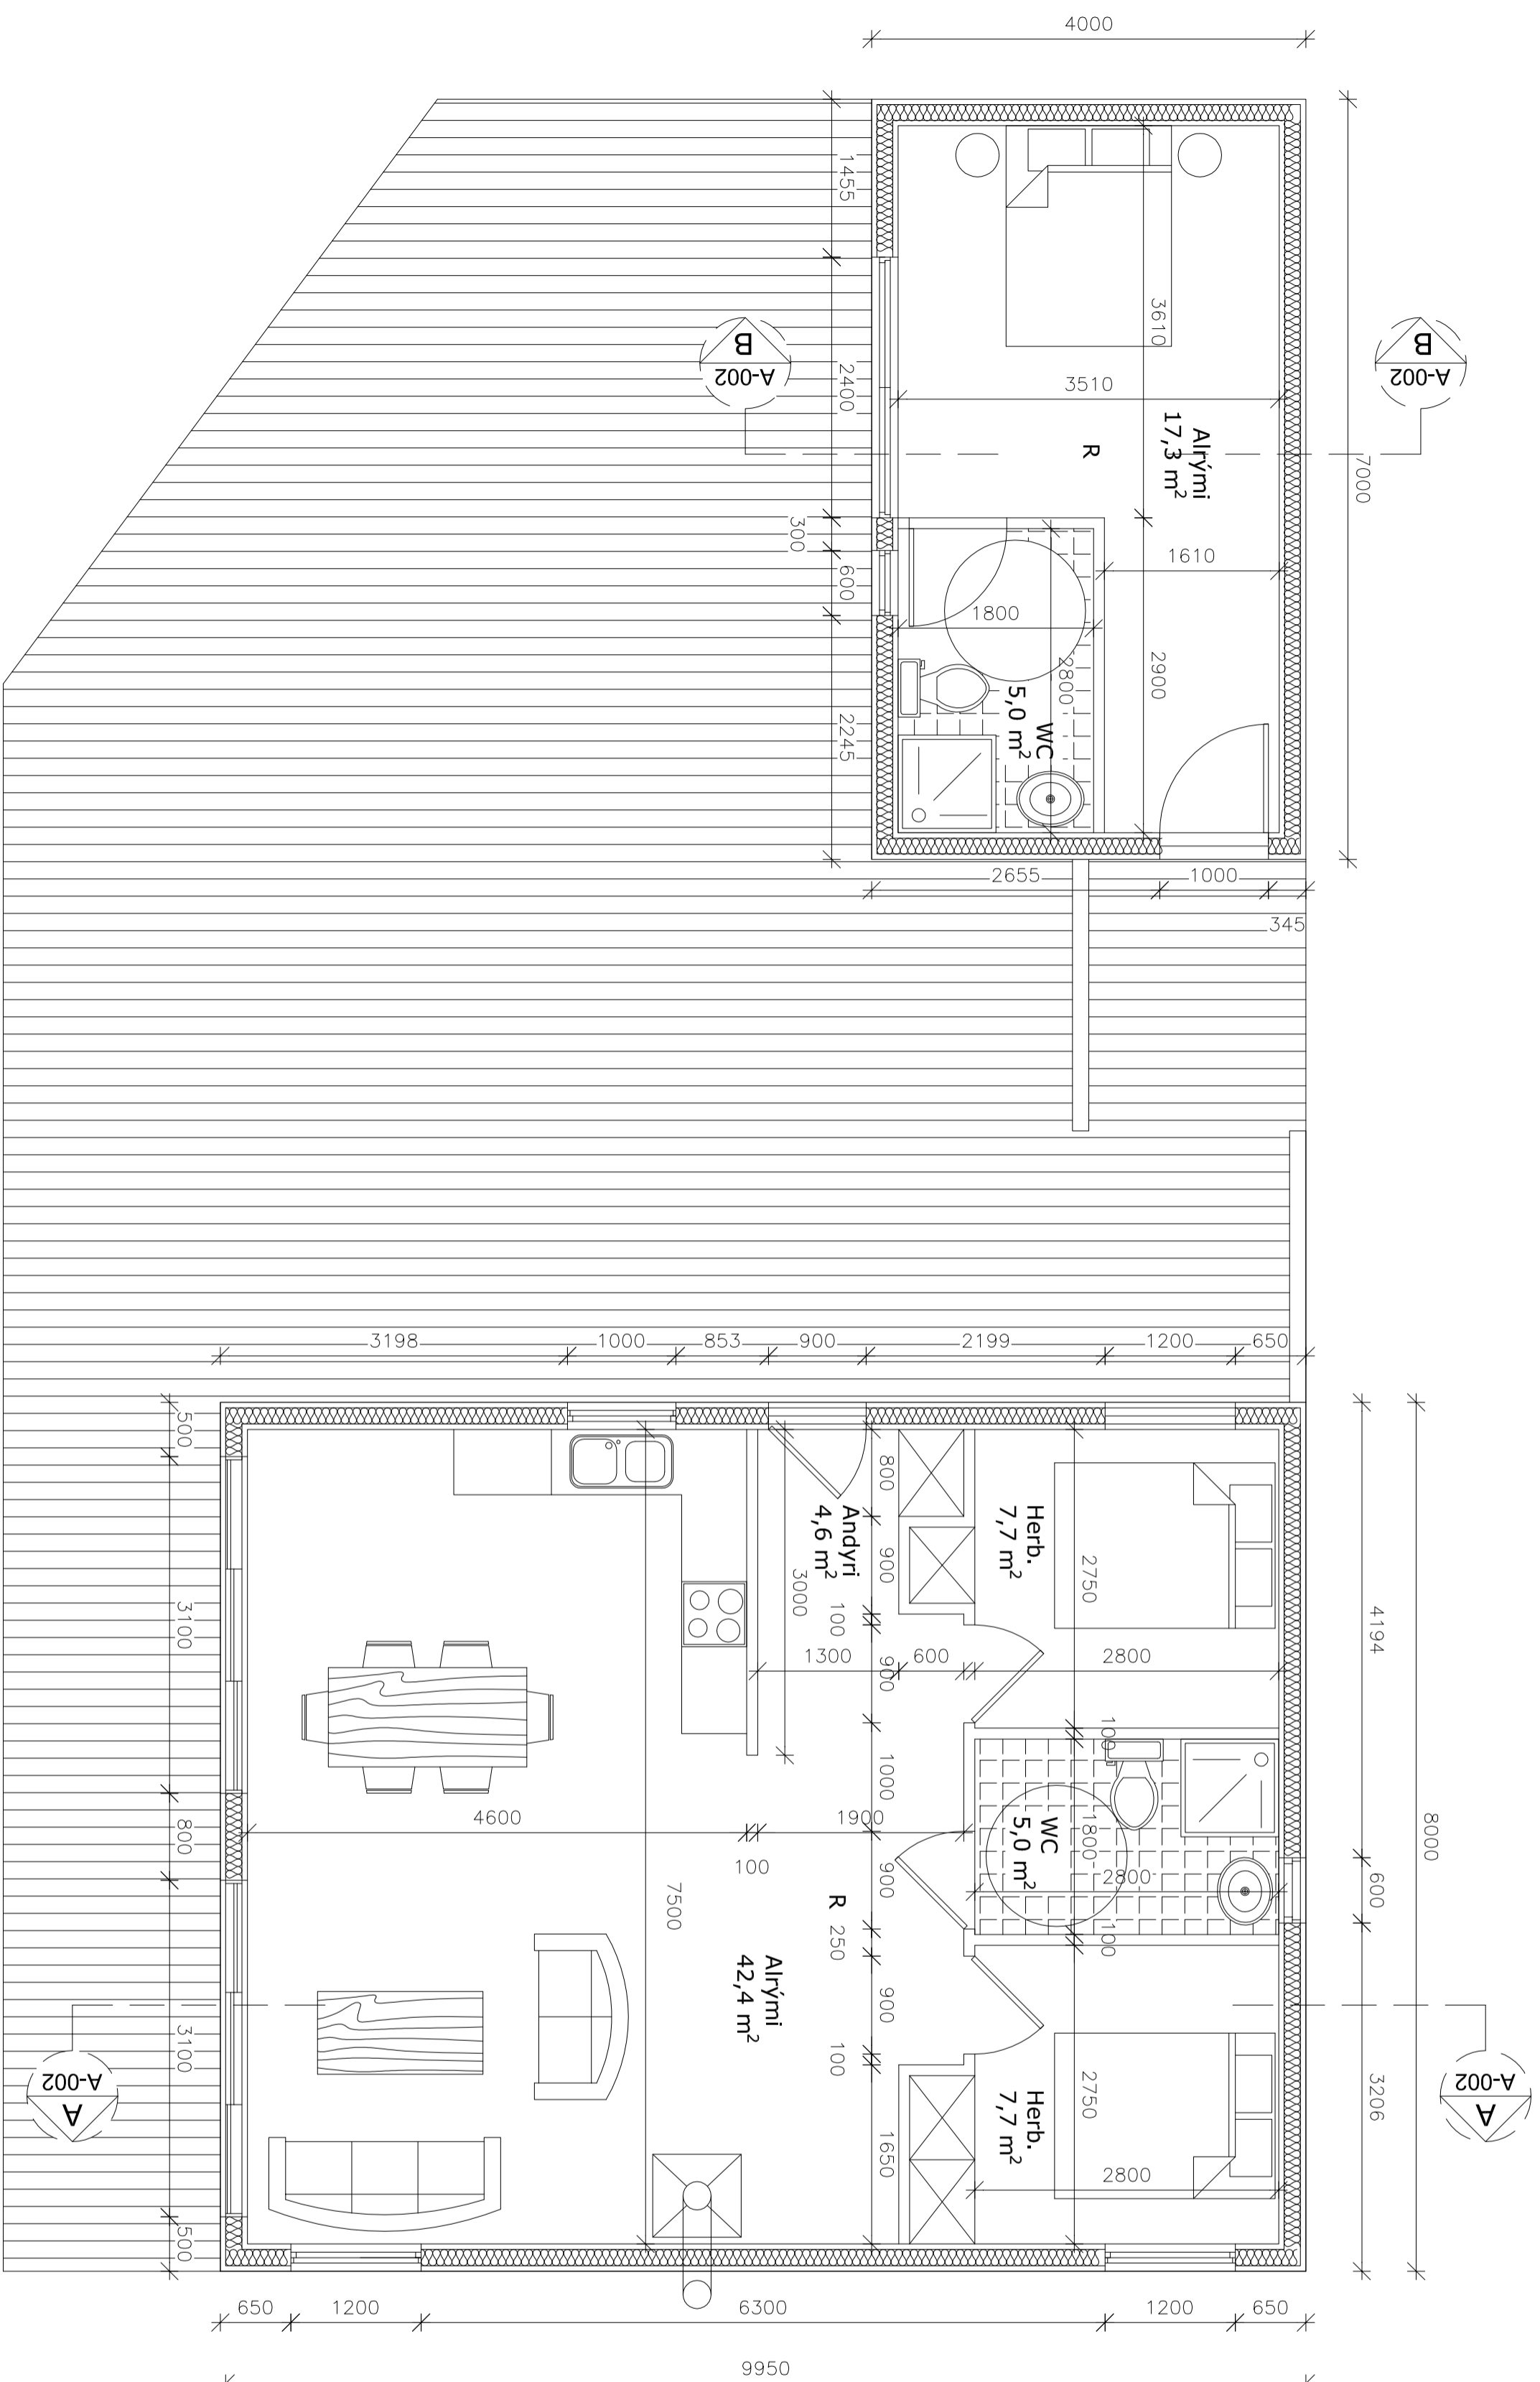 4000
7000
1455
2400
300
600
2245
3610
3510
Alrými
17,3 m²
R
1610
1800
2800
2900
WC
5,0 m²
B
A-002
B
A-002
2655
1000
345
3198
1000
853
900
2199
1200
650
500
3100
800
3100
500
800
900
100
900
1000
900
250
900
100
1650
Andyri
4,6 m²
3000
1300
600
2800
Herb.
7,7 m²
2750
4194
600
3206
8000
100
1800
100
WC
5,0 m²
2800
4600
100
1900
7500
R
Alrými
42,4 m²
Herb.
7,7 m²
2750
2800
A
A-002
A
A-002
650
1200
6300
1200
650
9950